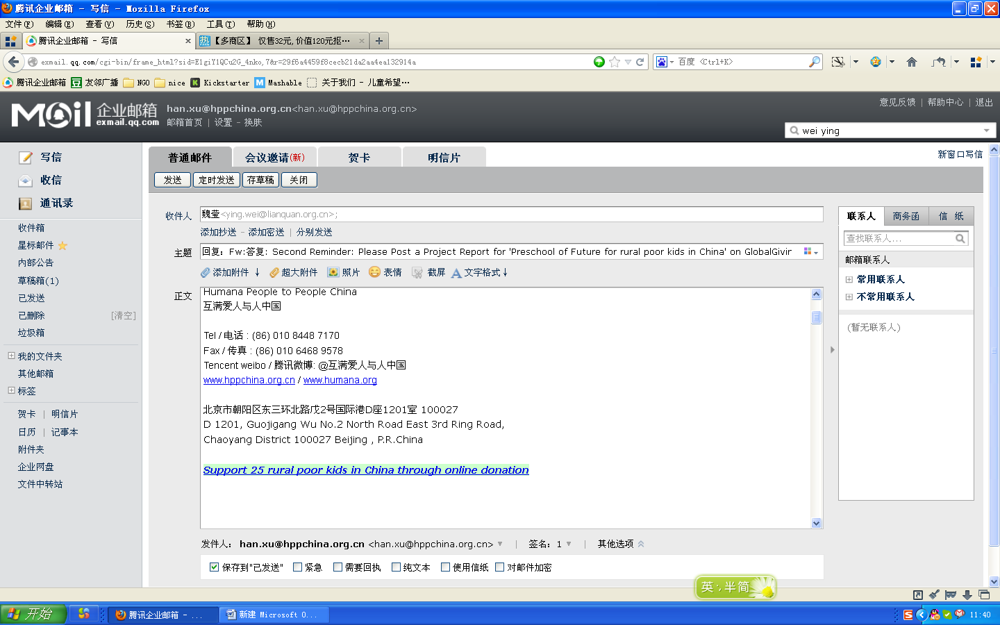 腾讯企业邮箱 - 写信 - Mozilla Firefox
文件(F) 编辑(E) 查看(V) 历史(S) 书签(B) 工具(T) 帮助(H)
腾讯企业邮箱 - 写信 × 【多商区】 仅售32元,价值120元抠... × +
exmail.qq.com/cgi-bin/frame_html?sid=E1giY1QCu2G_4nko,7&r=29f6a4459f8cecb21da2aa4ea132914a 百度 <Ctrl+K>
腾讯企业邮箱 豆 友邻广播 NGO nice K Kickstarter M Mashable 关于我们 - 儿童希望...
Mail 企业邮箱 exmail.qq.com
han.xu@hppchina.org.cn<han.xu@hppchina.org.cn>
邮箱首页 | 设置 - 换肤
意见反馈 | 帮助中心 | 退出
wei ying
写信
收信
通讯录
收件箱
星标邮件
内部公告
草稿箱(1)
已发送
已删除 [清空]
垃圾箱
我的文件夹
其他邮箱
标签
贺卡 | 明信片
日历 | 记事本
附件夹
企业网盘
文件中转站
普通邮件 会议邀请(新) 贺卡 明信片 新窗口写信
发送 定时发送 存草稿 关闭
收件人 魏莹<ying.wei@lianquan.org.cn>;
添加抄送 - 添加密送 | 分别发送
主题 回复: Fw:答复: Second Reminder: Please Post a Project Report for 'Preschool of Future for rural poor kids in China' on GlobalGivir
添加附件 ↓ 超大附件 照片 表情 截屏 文字格式↓
正文
Humana People to People China
互满爱人与人中国
Tel / 电话 : (86) 010 8448 7170
Fax / 传真 : (86) 010 6468 9578
Tencent weibo / 腾讯微博: @互满爱人与人中国
www.hppchina.org.cn / www.humana.org
北京市朝阳区东三环北路戊2号国际港D座1201室 100027
D 1201, Guojigang Wu No.2 North Road East 3rd Ring Road,
Chaoyang District 100027 Beijing , P.R.China
Support 25 rural poor kids in China through online donation
发件人: han.xu@hppchina.org.cn <han.xu@hppchina.org.cn> | 签名: 1 | 其他选项
保存到"已发送" 紧急 需要回执 纯文本 使用信纸 对邮件加密
联系人 商务函 信 纸
查找联系人...
邮箱联系人
常用联系人
不常用联系人
(暂无联系人)
英 半 简
开始 腾讯企业邮箱 - ... 新建 Microsoft O... 11:40